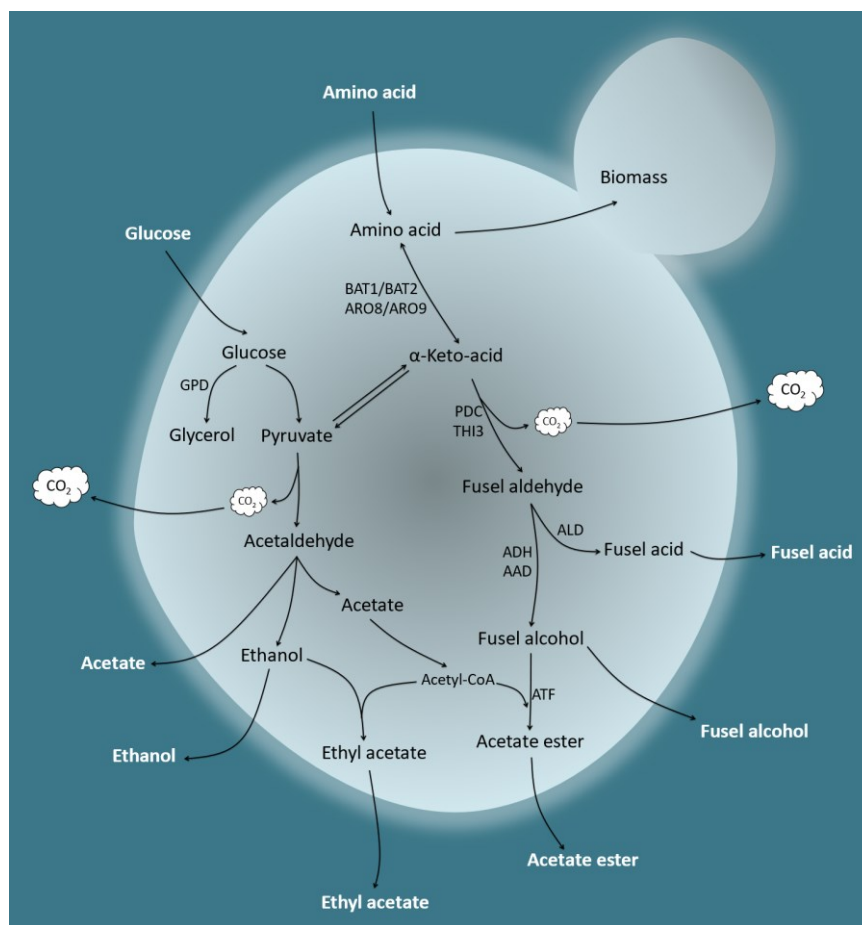 Amino acid
Biomass
Amino acid
Glucose
BAT1/BAT2
ARO8/ARO9
Glucose
α-Keto-acid
GPD
CO2
PDC
CO2
THI3
Glycerol
Pyruvate
CO2
CO2
Fusel aldehyde
Acetaldehyde
ALD
ADH
AAD
Fusel acid
Fusel acid
Acetate
Fusel alcohol
Acetate
Ethanol
Acetyl-CoA
ATF
Fusel alcohol
Ethanol
Ethyl acetate
Acetate ester
Acetate ester
Ethyl acetate